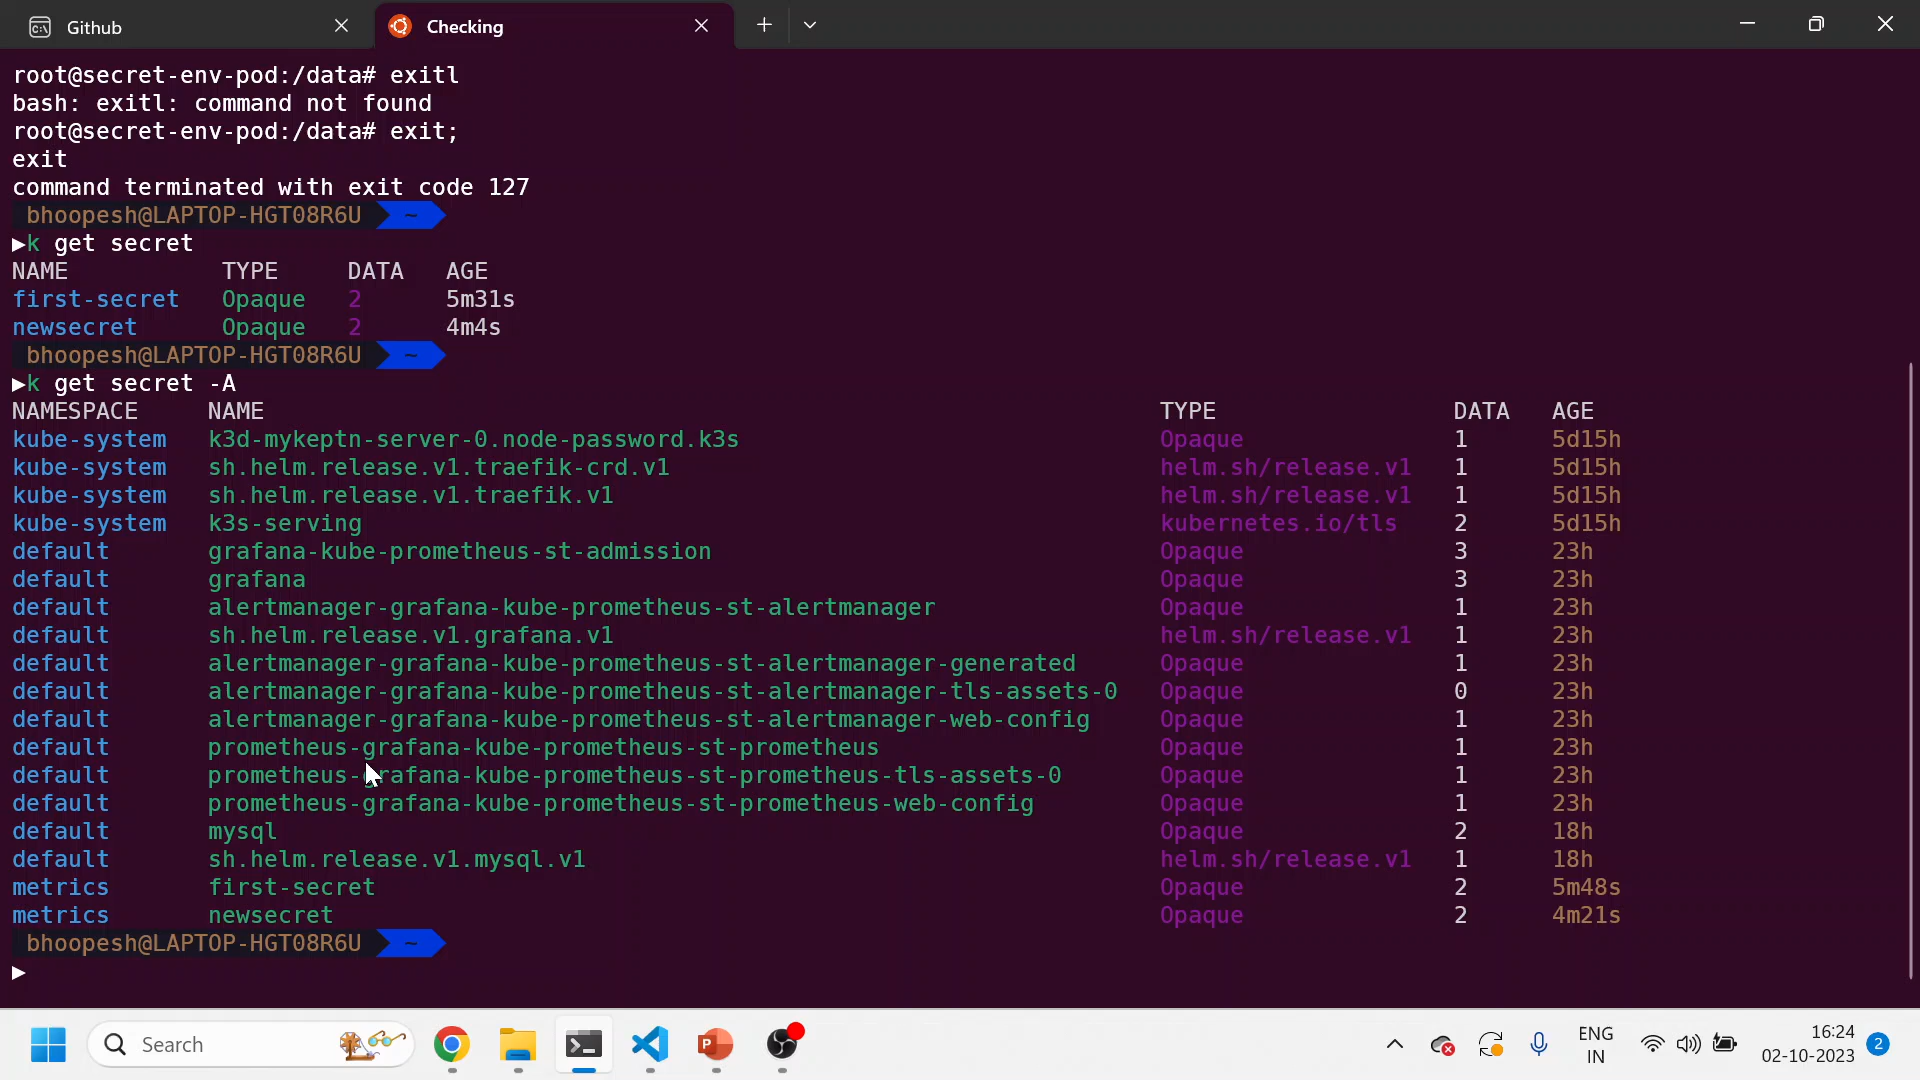 Github
Checking
root@secret-env-pod:/data# exitl
bash: exitl: command not found
root@secret-env-pod:/data# exit;
exit
command terminated with exit code 127
bhoopesh@LAPTOP-HGT08R6U ~
▶k get secret
NAME TYPE DATA AGE
first-secret Opaque 2 5m31s
newsecret Opaque 2 4m4s
bhoopesh@LAPTOP-HGT08R6U ~
▶k get secret -A
NAMESPACE NAME TYPE DATA AGE
kube-system k3d-mykeptn-server-0.node-password.k3s Opaque 1 5d15h
kube-system sh.helm.release.v1.traefik-crd.v1 helm.sh/release.v1 1 5d15h
kube-system sh.helm.release.v1.traefik.v1 helm.sh/release.v1 1 5d15h
kube-system k3s-serving kubernetes.io/tls 2 5d15h
default grafana-kube-prometheus-st-admission Opaque 3 23h
default grafana Opaque 3 23h
default alertmanager-grafana-kube-prometheus-st-alertmanager Opaque 1 23h
default sh.helm.release.v1.grafana.v1 helm.sh/release.v1 1 23h
default alertmanager-grafana-kube-prometheus-st-alertmanager-generated Opaque 1 23h
default alertmanager-grafana-kube-prometheus-st-alertmanager-tls-assets-0 Opaque 0 23h
default alertmanager-grafana-kube-prometheus-st-alertmanager-web-config Opaque 1 23h
default prometheus-grafana-kube-prometheus-st-prometheus Opaque 1 23h
default prometheus-grafana-kube-prometheus-st-prometheus-tls-assets-0 Opaque 1 23h
default prometheus-grafana-kube-prometheus-st-prometheus-web-config Opaque 1 23h
default mysql Opaque 2 18h
default sh.helm.release.v1.mysql.v1 helm.sh/release.v1 1 18h
metrics first-secret Opaque 2 5m48s
metrics newsecret Opaque 2 4m21s
bhoopesh@LAPTOP-HGT08R6U ~
▶
Search
ENG
IN
16:24
02-10-2023
2